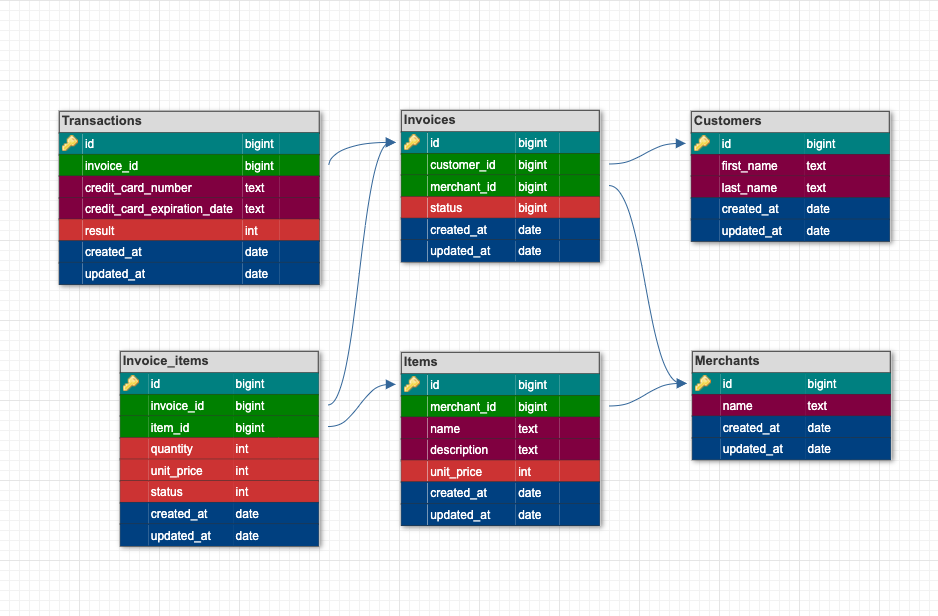 Transactions
id bigint
invoice_id bigint
credit_card_number text
credit_card_expiration_date text
result int
created_at date
updated_at date
Invoices
id bigint
customer_id bigint
merchant_id bigint
status bigint
created_at date
updated_at date
Customers
id bigint
first_name text
last_name text
created_at date
updated_at date
Invoice_items
id bigint
invoice_id bigint
item_id bigint
quantity int
unit_price int
status int
created_at date
updated_at date
Items
id bigint
merchant_id bigint
name text
description text
unit_price int
created_at date
updated_at date
Merchants
id bigint
name text
created_at date
updated_at date